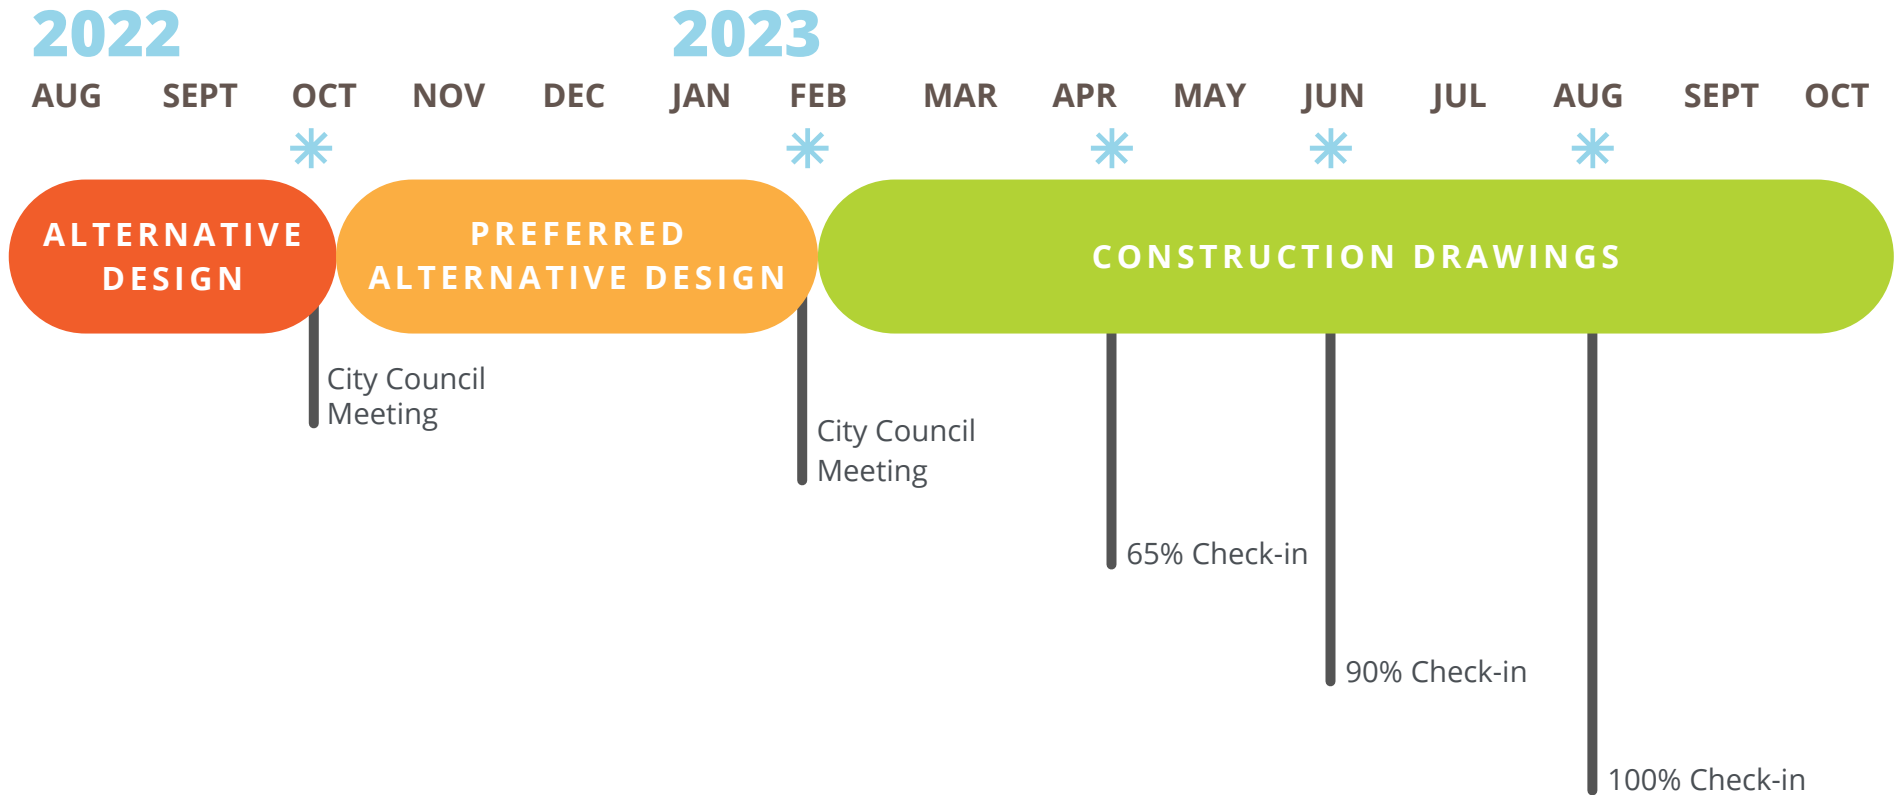 2022 2023
AUG SEPT OCT NOV DEC JAN FEB MAR APR MAY JUN JUL AUG SEPT OCT
ALTERNATIVE
DESIGN
PREFERRED
ALTERNATIVE DESIGN
CONSTRUCTION DRAWINGS
City Council
Meeting
City Council
Meeting
65% Check-in
90% Check-in
100% Check-in